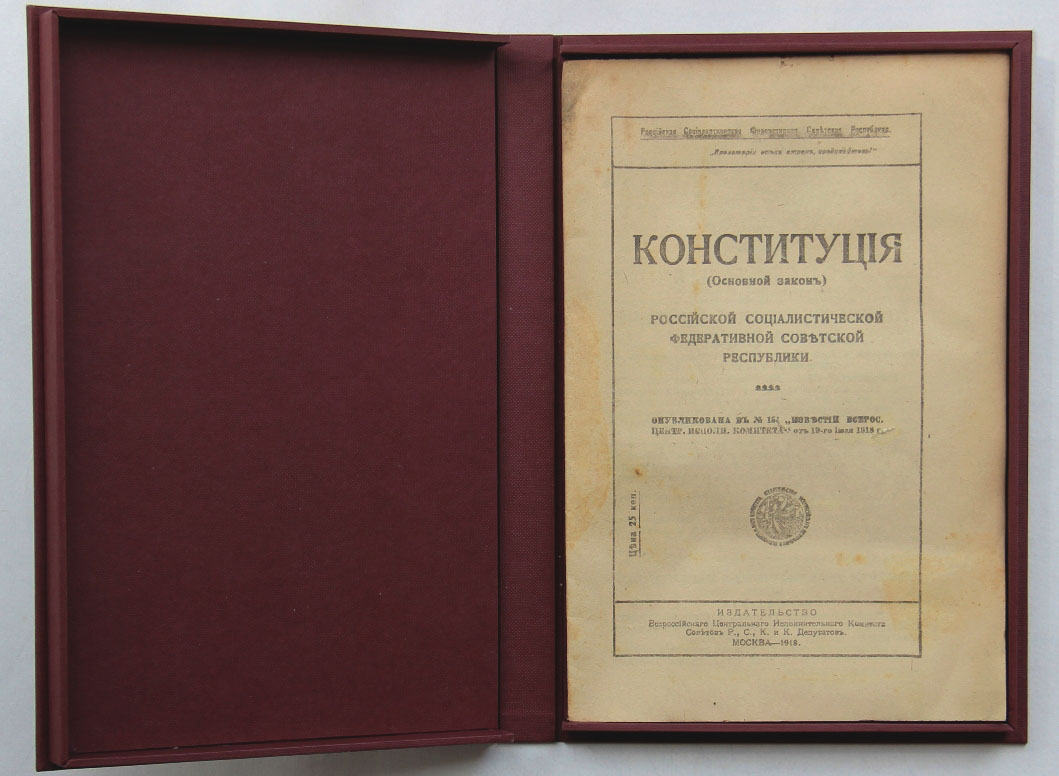 Россійская Соціалистическая Федеративная Совѣтская Республика.
„Пролетаріи всѣхъ странъ, соединяйтесь!“
КОНСТИТУЦІЯ
(Основной законъ)
РОССІЙСКОЙ СОЦІАЛИСТИЧЕСКОЙ
ФЕДЕРАТИВНОЙ СОВѢТСКОЙ
РЕСПУБЛИКИ.
ОПУБЛИКОВАНА ВЪ № „ИЗВѢСТІЙ ВСЕРОС.
ЦЕНТР. ИСПОЛН. КОМИТЕТА“ отъ 19-го Іюля 1918 г.
Цѣна 25 коп.
ИЗДАТЕЛЬСТВО
Всероссійскаго Центральнаго Исполнительнаго Комитета
Совѣтовъ Р., С., К. и К. Депутатовъ.
МОСКВА—1918.